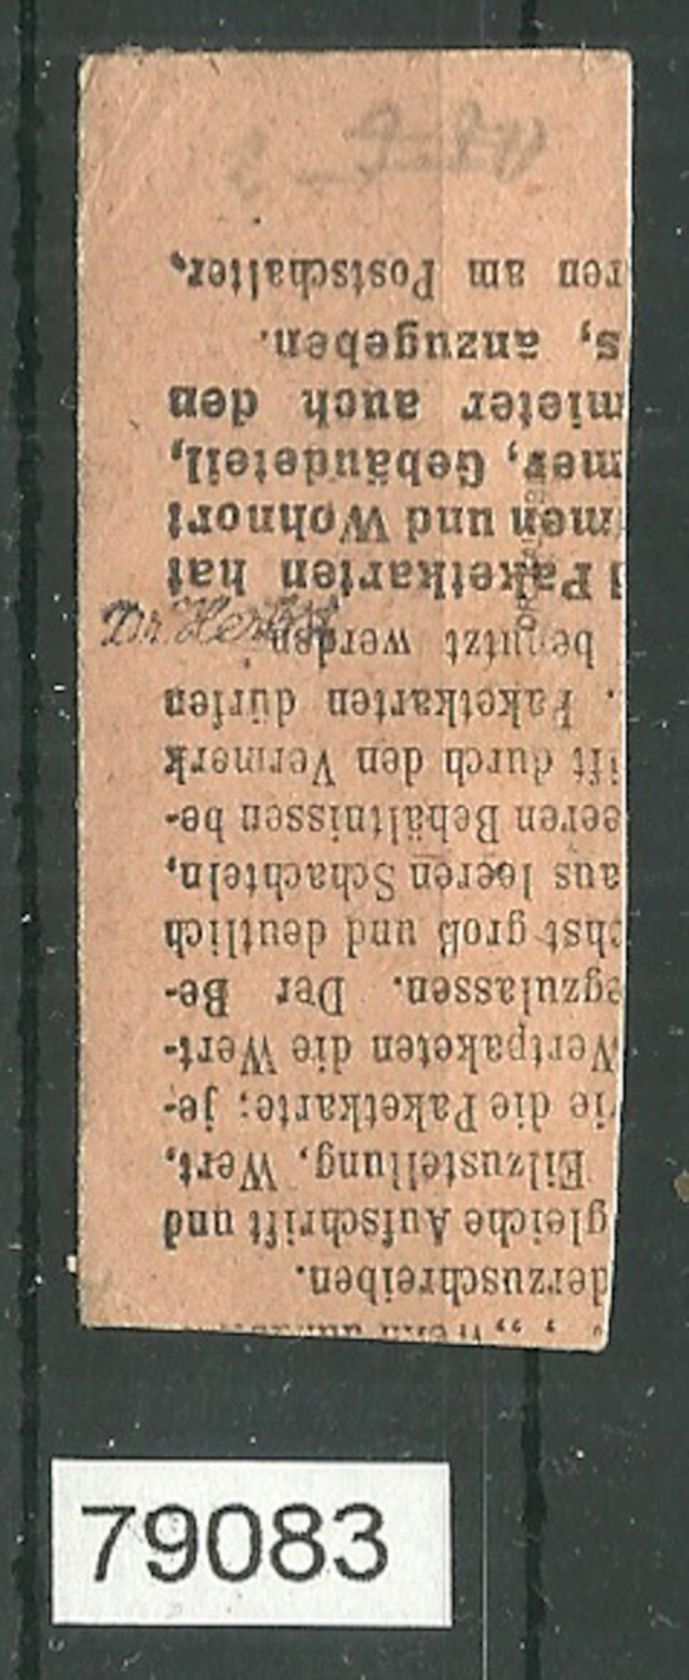 derzuschreiben.
gleiche Aufschrift und
Eilzustellung, Wert,
ie die Paketkarte; je-
Wertpaketen die Wert-
egzulassen. Der Be-
chst groß und deutlich
aus leeren Schachteln,
eeren Behältnissen be-
ift durch den Vermerk
. Paketkarten dürfen
benutzt werden.
Paketkarten hat
men und Wohnort
mer, Gebäudeteil,
mieter auch den
s, anzugeben.
ren am Postschalter,
Dr.
79083